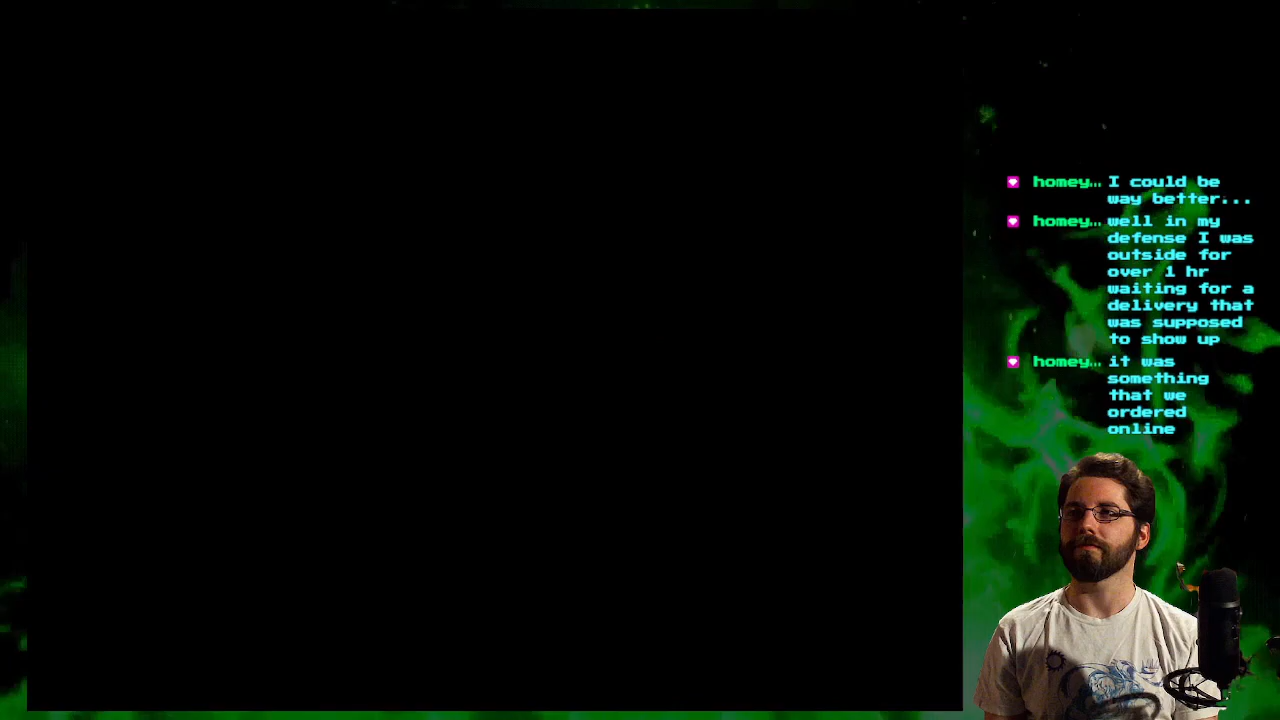 homey... I could be
way better...
homey... well in my
defense I was
outside for
over 1 hr
waiting for a
delivery that
was supposed
to show up
homey... it was
something
that we
ordered
online